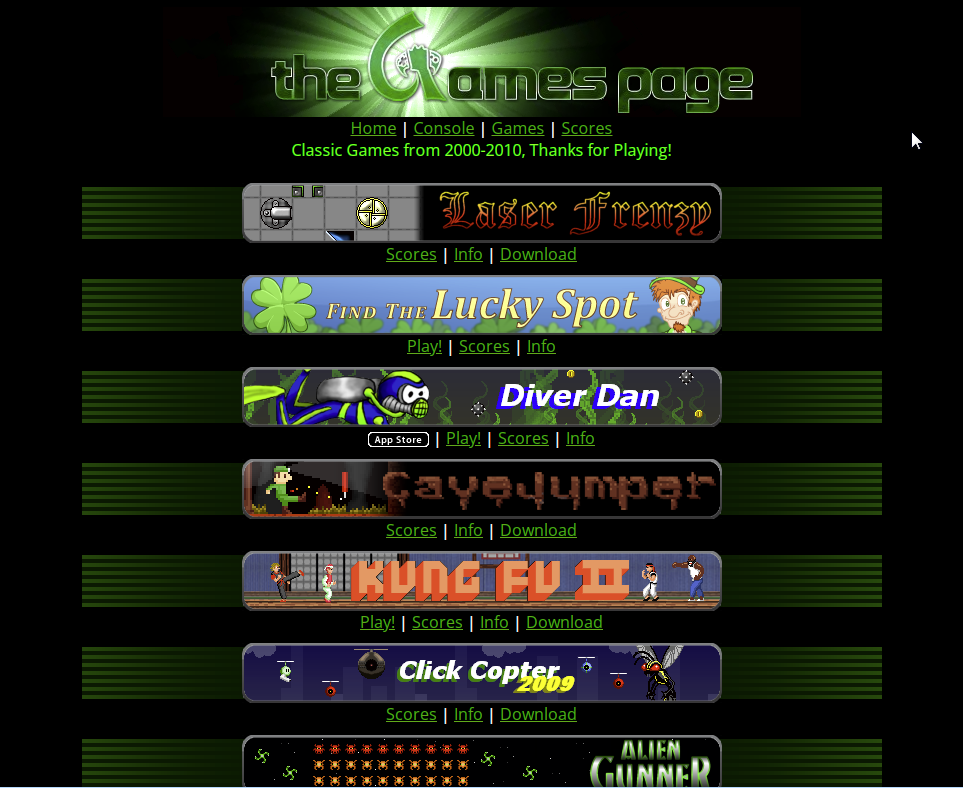 the Games page
Home | Console | Games | Scores
Classic Games from 2000-2010, Thanks for Playing!
Laser Frenzy
Scores | Info | Download
Find The Lucky Spot
Play! | Scores | Info
Diver Dan
App Store | Play! | Scores | Info
Cavejumper
Scores | Info | Download
KUNG FU II
Play! | Scores | Info | Download
Click Copter
2009
Scores | Info | Download
ALIEN
GUNNER